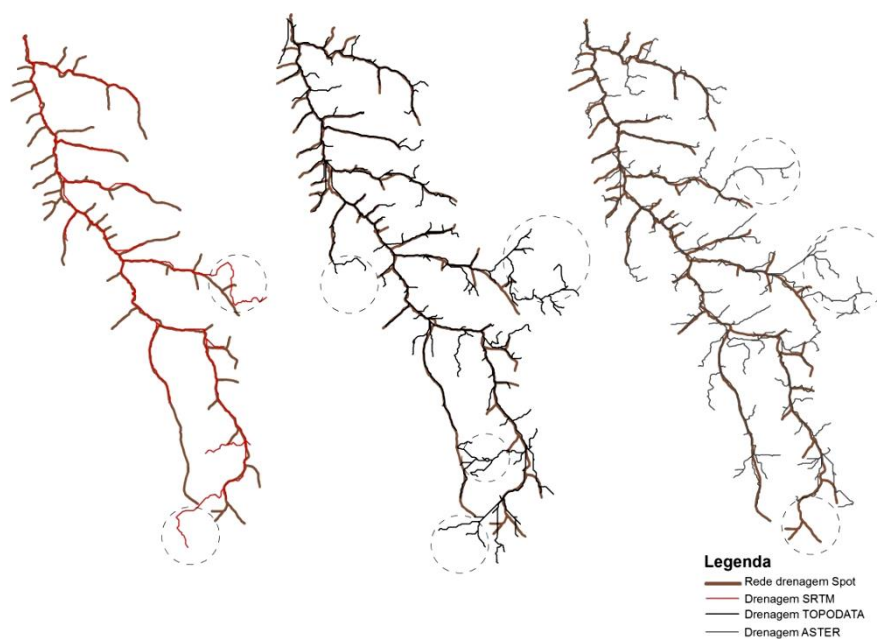 Legenda
Rede drenagem Spot
Drenagem SRTM
Drenagem TOPODATA
Drenagem ASTER